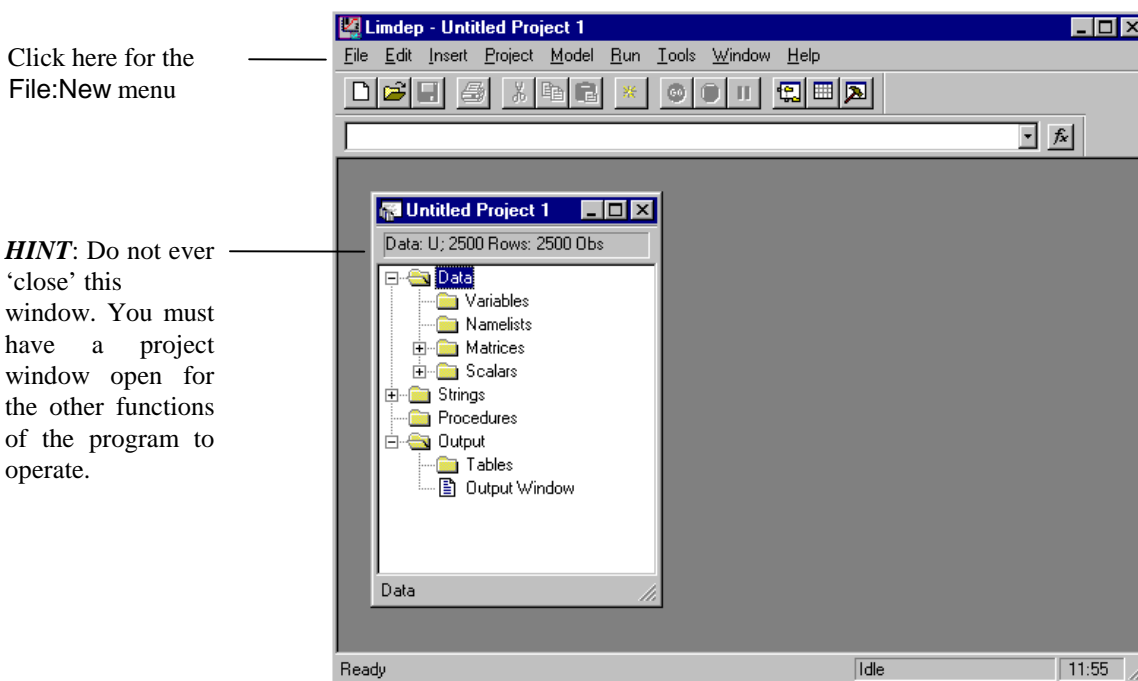 Limdep - Untitled Project 1
Click here for the
File:New menu
File Edit Insert Project Model Run Tools Window Help
GO
fx
Untitled Project 1
Data: U; 2500 Rows: 2500 Obs
HINT: Do not ever
‘close’ this
window. You must
have a project
window open for
the other functions
of the program to
operate.
Data
Variables
Namelists
Matrices
Scalars
Strings
Procedures
Output
Tables
Output Window
Data
Ready Idle 11:55